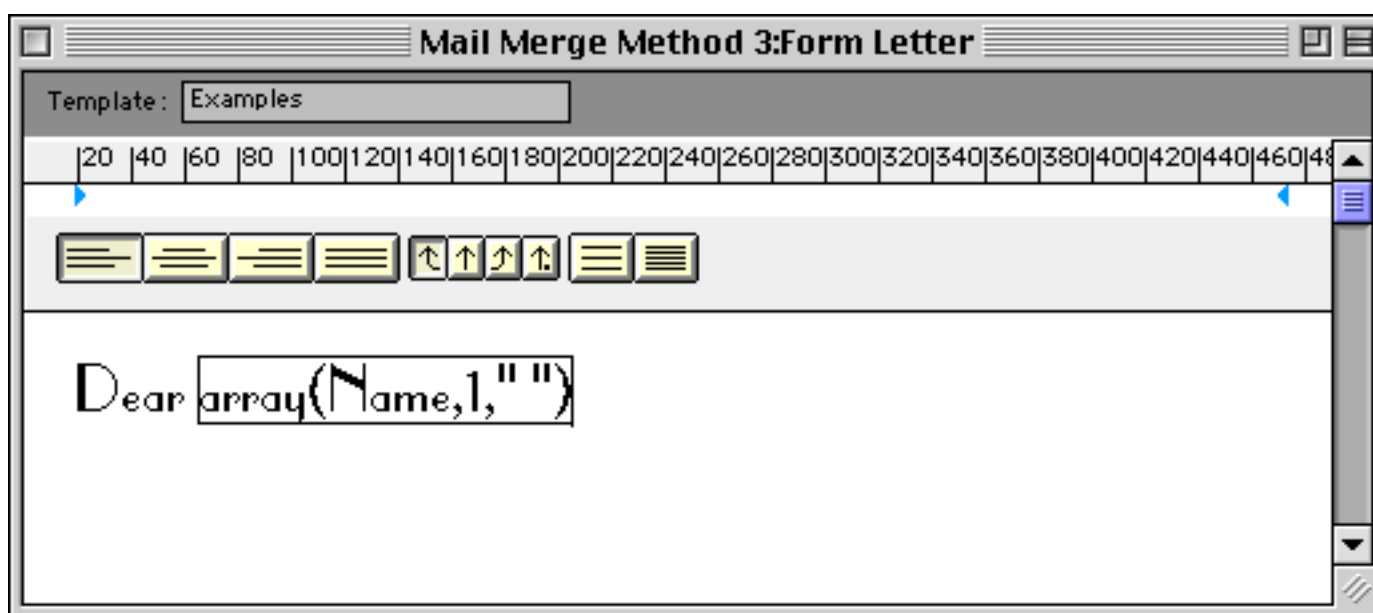 Mail Merge Method 3:Form Letter
Template: Examples
|20 |40 |60 |80 |100|120|140|160|180|200|220|240|260|280|300|320|340|360|380|400|420|440|460|48
Dear array(Name,1," ")